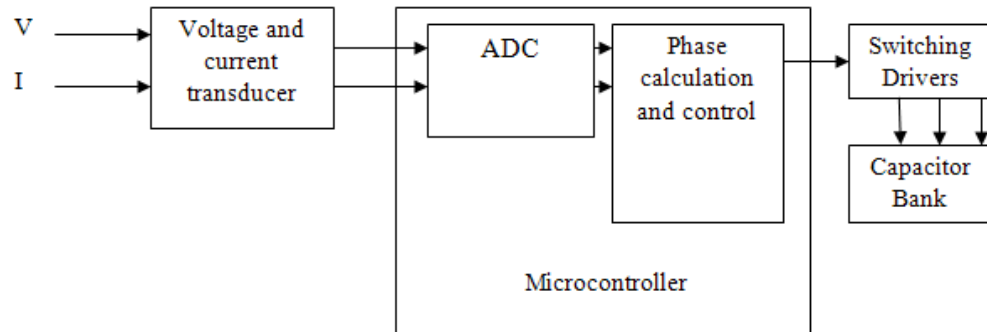 V
I
Voltage and
current
transducer
ADC
Phase
calculation
and control
Switching
Drivers
Capacitor
Bank
Microcontroller